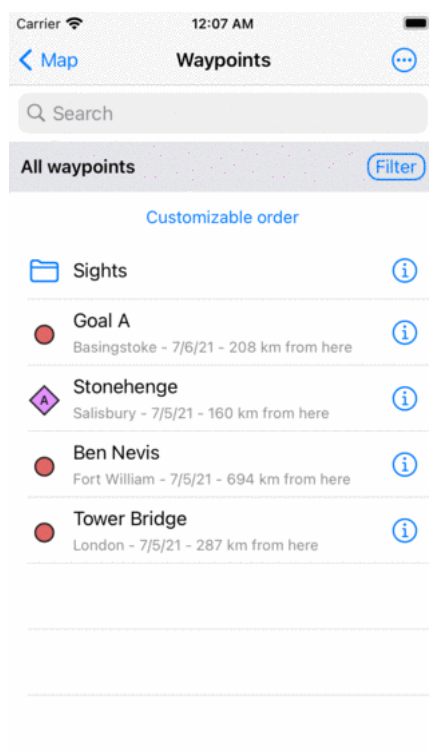 Carrier 12:07 AM
Map Waypoints
Search
All waypoints Filter
Customizable order
Sights
Goal A
Basingstoke - 7/6/21 - 208 km from here
A
Stonehenge
Salisbury - 7/5/21 - 160 km from here
Ben Nevis
Fort William - 7/5/21 - 694 km from here
Tower Bridge
London - 7/5/21 - 287 km from here